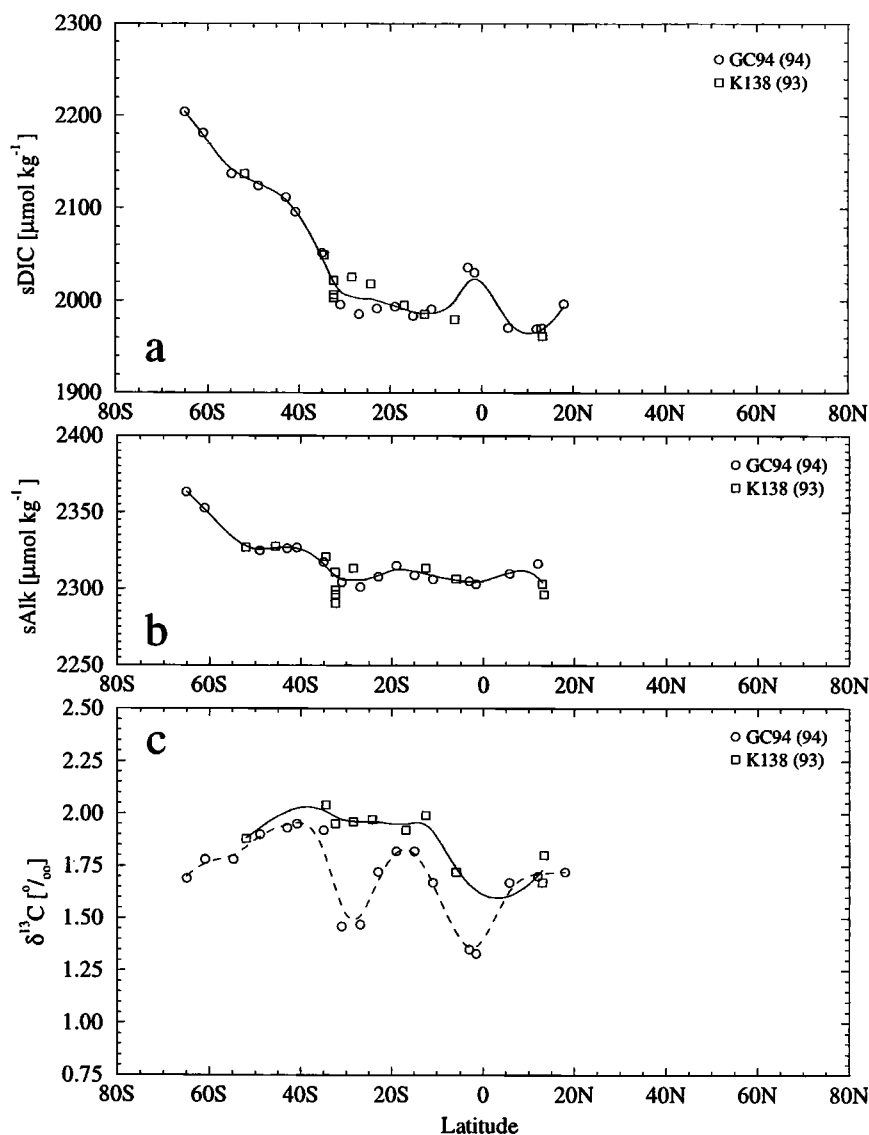 2300
2200
2100
2000
1900
sDIC [μmol kg⁻¹]
GC94 (94)
K138 (93)
a
80S 60S 40S 20S 0 20N 40N 60N 80N
2400
2350
2300
2250
sAlk [μmol kg⁻¹]
GC94 (94)
K138 (93)
b
80S 60S 40S 20S 0 20N 40N 60N 80N
2.50
2.25
2.00
1.75
1.50
1.25
1.00
0.75
δ¹³C [‰]
c
GC94 (94)
K138 (93)
80S 60S 40S 20S 0 20N 40N 60N 80N
Latitude